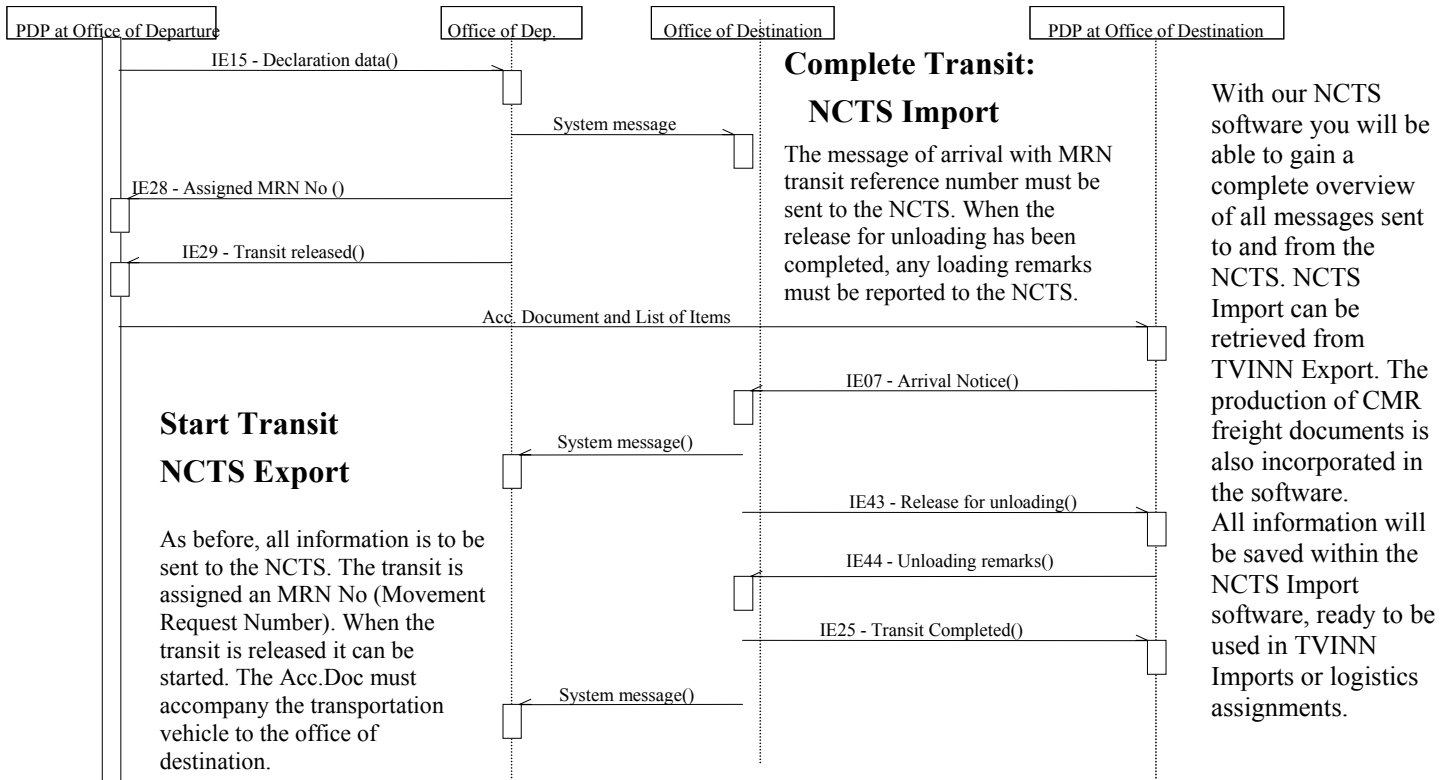 PDP at Office of Departure
Office of Dep.
Office of Destination
PDP at Office of Destination
IE15 - Declaration data()
System message
IE28 - Assigned MRN No ()
IE29 - Transit released()
Acc. Document and List of Items
IE07 - Arrival Notice()
System message()
IE43 - Release for unloading()
IE44 - Unloading remarks()
IE25 - Transit Completed()
System message()
Complete Transit:
NCTS Import
The message of arrival with MRN
transit reference number must be
sent to the NCTS. When the
release for unloading has been
completed, any loading remarks
must be reported to the NCTS.
Start Transit
NCTS Export
As before, all information is to be
sent to the NCTS. The transit is
assigned an MRN No (Movement
Request Number). When the
transit is released it can be
started. The Acc.Doc must
accompany the transportation
vehicle to the office of
destination.
With our NCTS
software you will be
able to gain a
complete overview
of all messages sent
to and from the
NCTS. NCTS
Import can be
retrieved from
TVINN Export. The
production of CMR
freight documents is
also incorporated in
the software.
All information will
be saved within the
NCTS Import
software, ready to be
used in TVINN
Imports or logistics
assignments.